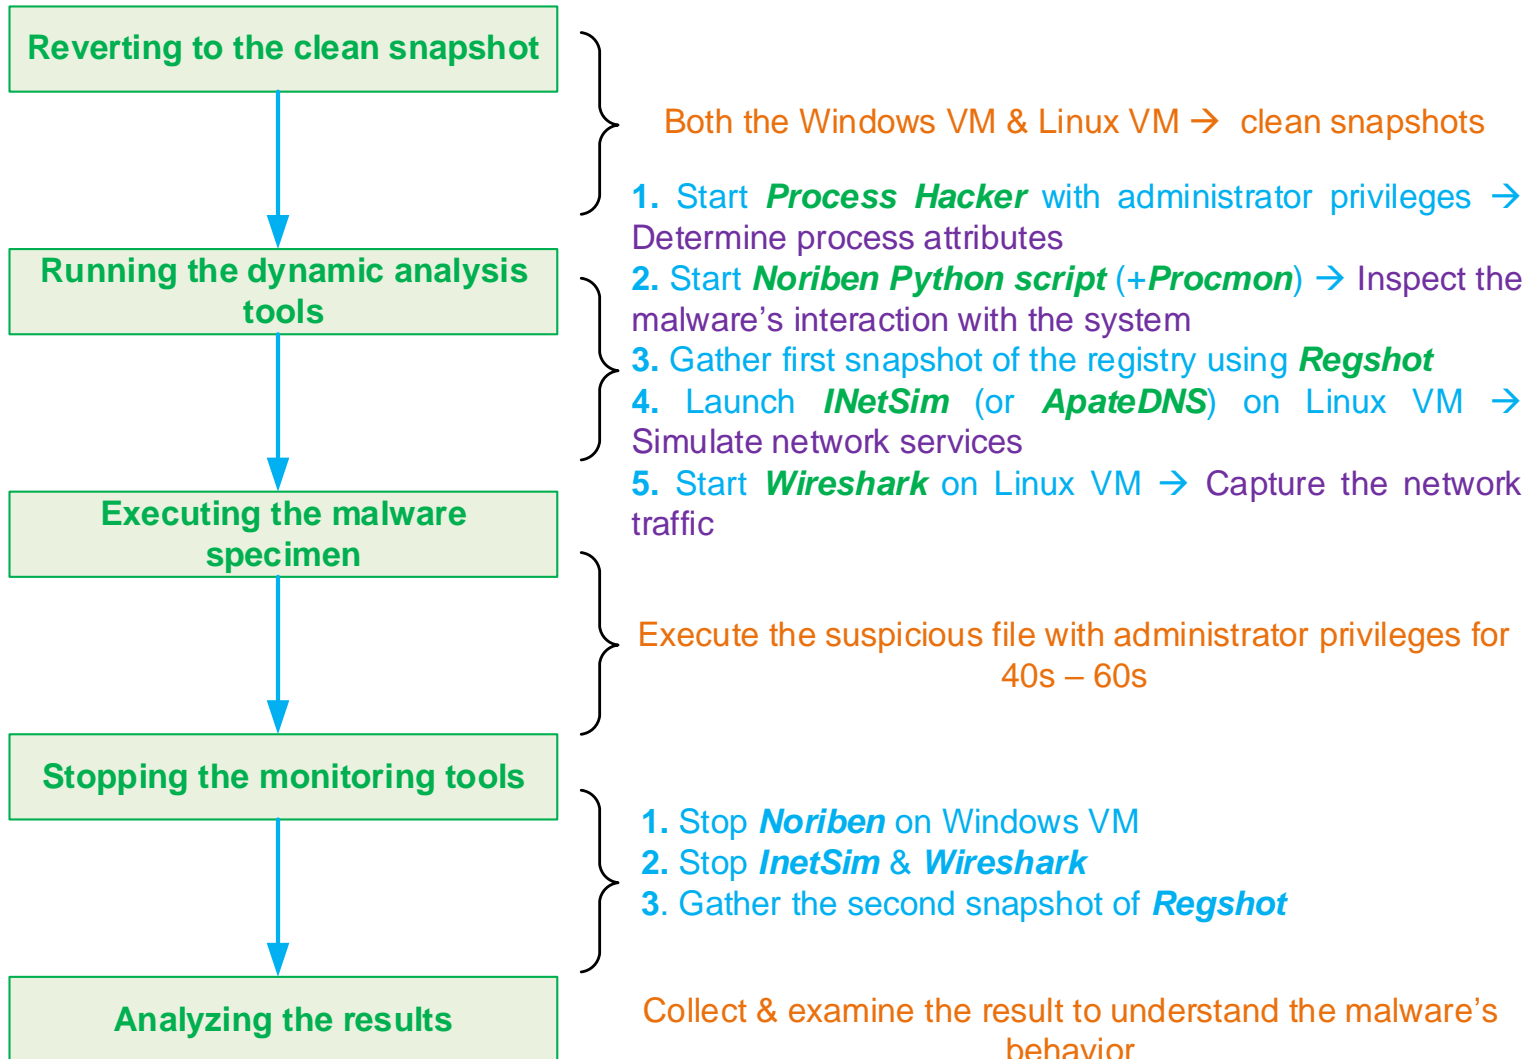 Reverting to the clean snapshot
Both the Windows VM & Linux VM → clean snapshots
Running the dynamic analysis
tools
1. Start Process Hacker with administrator privileges →
Determine process attributes
2. Start Noriben Python script (+Procmon) → Inspect the
malware's interaction with the system
3. Gather first snapshot of the registry using Regshot
4. Launch INetSim (or ApateDNS) on Linux VM →
Simulate network services
5. Start Wireshark on Linux VM → Capture the network
traffic
Executing the malware
specimen
Execute the suspicious file with administrator privileges for
40s – 60s
Stopping the monitoring tools
1. Stop Noriben on Windows VM
2. Stop InetSim & Wireshark
3. Gather the second snapshot of Regshot
Analyzing the results
Collect & examine the result to understand the malware's
behavior